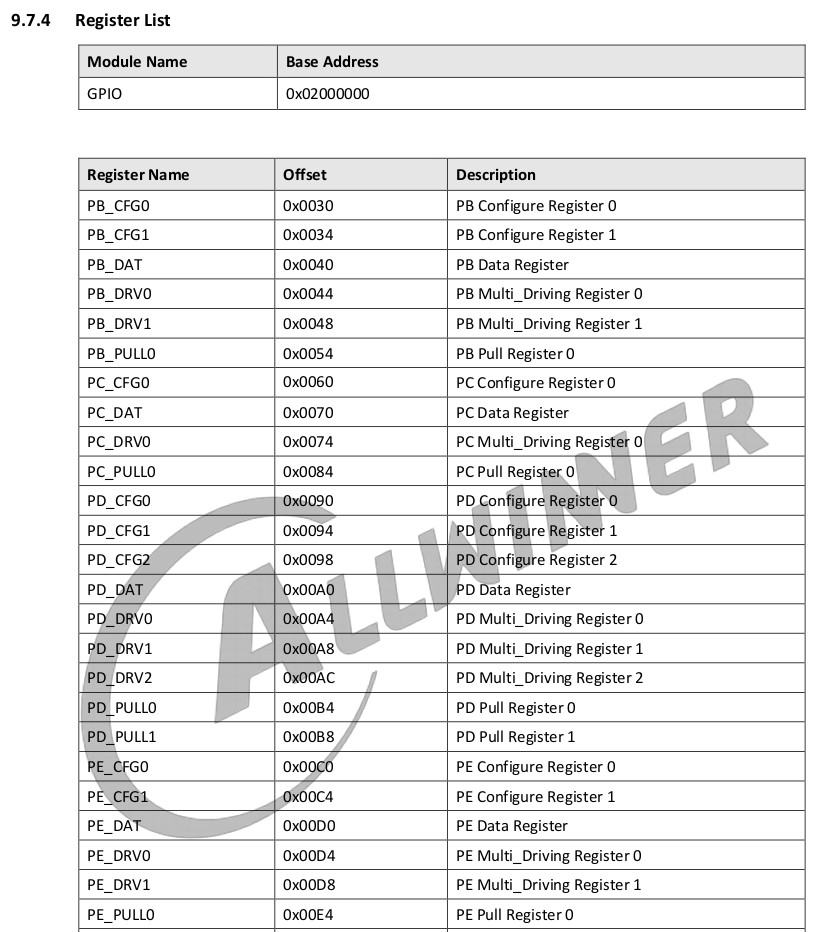 9.7.4 Register List
Module Name Base Address
GPIO 0x02000000
Register Name Offset Description
PB_CFG0 0x0030 PB Configure Register 0
PB_CFG1 0x0034 PB Configure Register 1
PB_DAT 0x0040 PB Data Register
PB_DRV0 0x0044 PB Multi_Driving Register 0
PB_DRV1 0x0048 PB Multi_Driving Register 1
PB_PULL0 0x0054 PB Pull Register 0
PC_CFG0 0x0060 PC Configure Register 0
PC_DAT 0x0070 PC Data Register
PC_DRV0 0x0074 PC Multi_Driving Register 0
PC_PULL0 0x0084 PC Pull Register 0
PD_CFG0 0x0090 PD Configure Register 0
PD_CFG1 0x0094 PD Configure Register 1
PD_CFG2 0x0098 PD Configure Register 2
PD_DAT 0x00A0 PD Data Register
PD_DRV0 0x00A4 PD Multi_Driving Register 0
PD_DRV1 0x00A8 PD Multi_Driving Register 1
PD_DRV2 0x00AC PD Multi_Driving Register 2
PD_PULL0 0x00B4 PD Pull Register 0
PD_PULL1 0x00B8 PD Pull Register 1
PE_CFG0 0x00C0 PE Configure Register 0
PE_CFG1 0x00C4 PE Configure Register 1
PE_DAT 0x00D0 PE Data Register
PE_DRV0 0x00D4 PE Multi_Driving Register 0
PE_DRV1 0x00D8 PE Multi_Driving Register 1
PE_PULL0 0x00E4 PE Pull Register 0
ALLWINNER